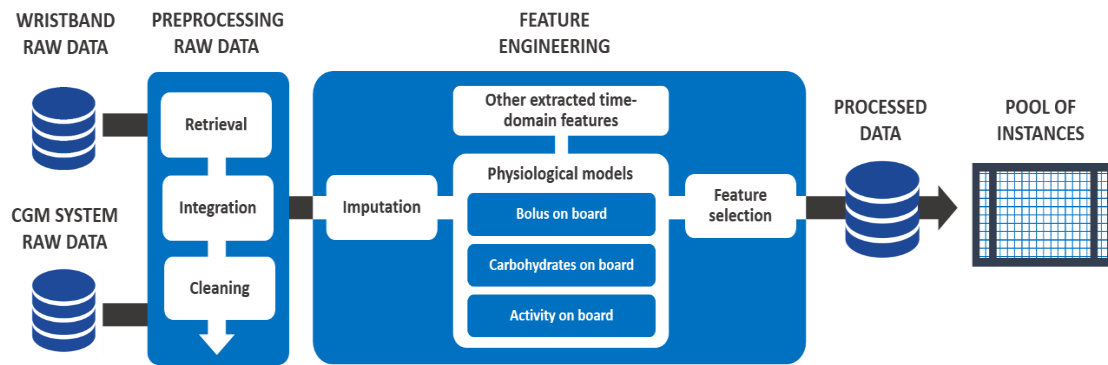 WRISTBAND
RAW DATA
PREPROCESSING
RAW DATA
FEATURE
ENGINEERING
Retrieval
Integration
Cleaning
CGM SYSTEM
RAW DATA
Imputation
Other extracted time-
domain features
Physiological models
Bolus on board
Carbohydrates on board
Activity on board
Feature
selection
PROCESSED
DATA
POOL OF
INSTANCES